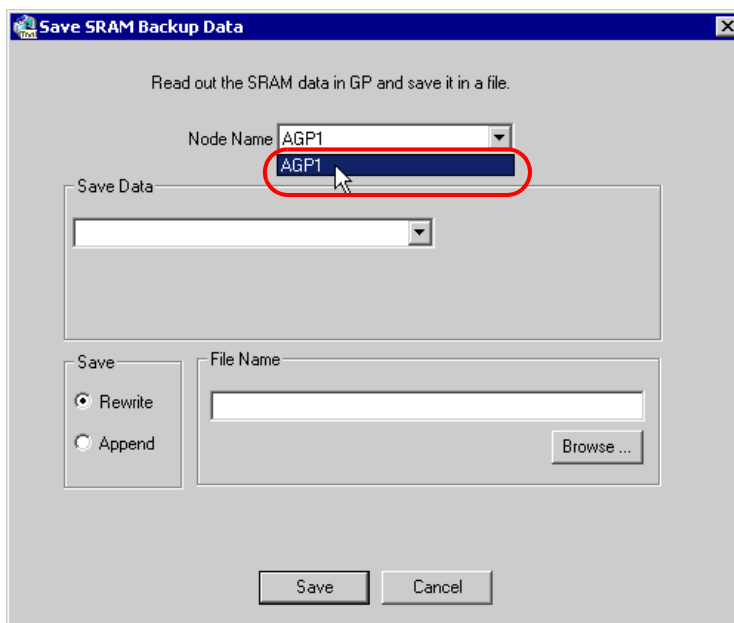 Save SRAM Backup Data
Read out the SRAM data in GP and save it in a file.
Node Name AGP1
AGP1
Save Data
Save
Rewrite
Append
File Name
Browse ...
Save Cancel